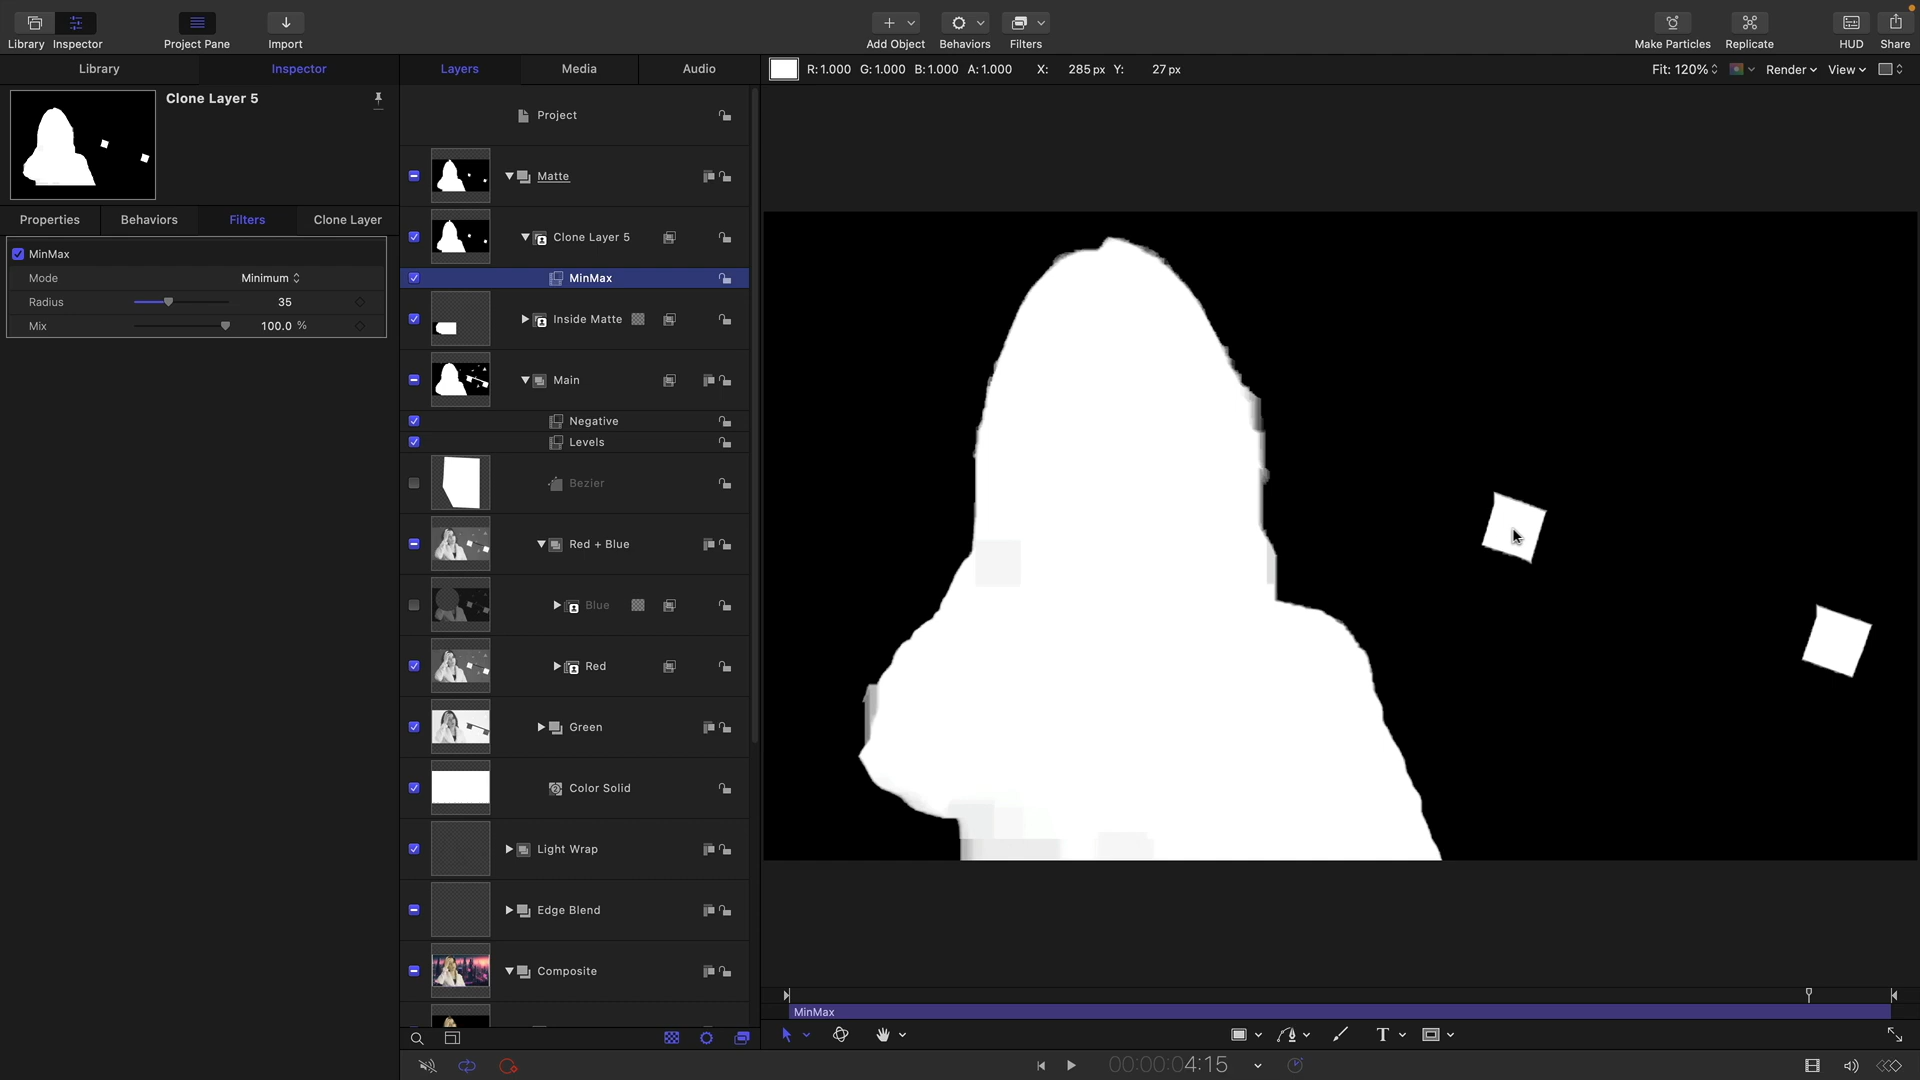 Library Inspector Project Pane Import Add Object Behaviors Filters Make Particles Replicate HUD Share
Library Inspector Layers Media Audio R:1.000 G:1.000 B:1.000 A:1.000 X: 285 px Y: 27 px Fit: 120% Render View
Clone Layer 5
Properties Behaviors Filters Clone Layer
MinMax
Mode Minimum
Radius 35
Mix 100.0 %
Project
Matte
Clone Layer 5
MinMax
Inside Matte
Main
Negative
Levels
Bezier
Red + Blue
Blue
Red
Green
Color Solid
Light Wrap
Edge Blend
Composite
MinMax
T
00:00:04:15